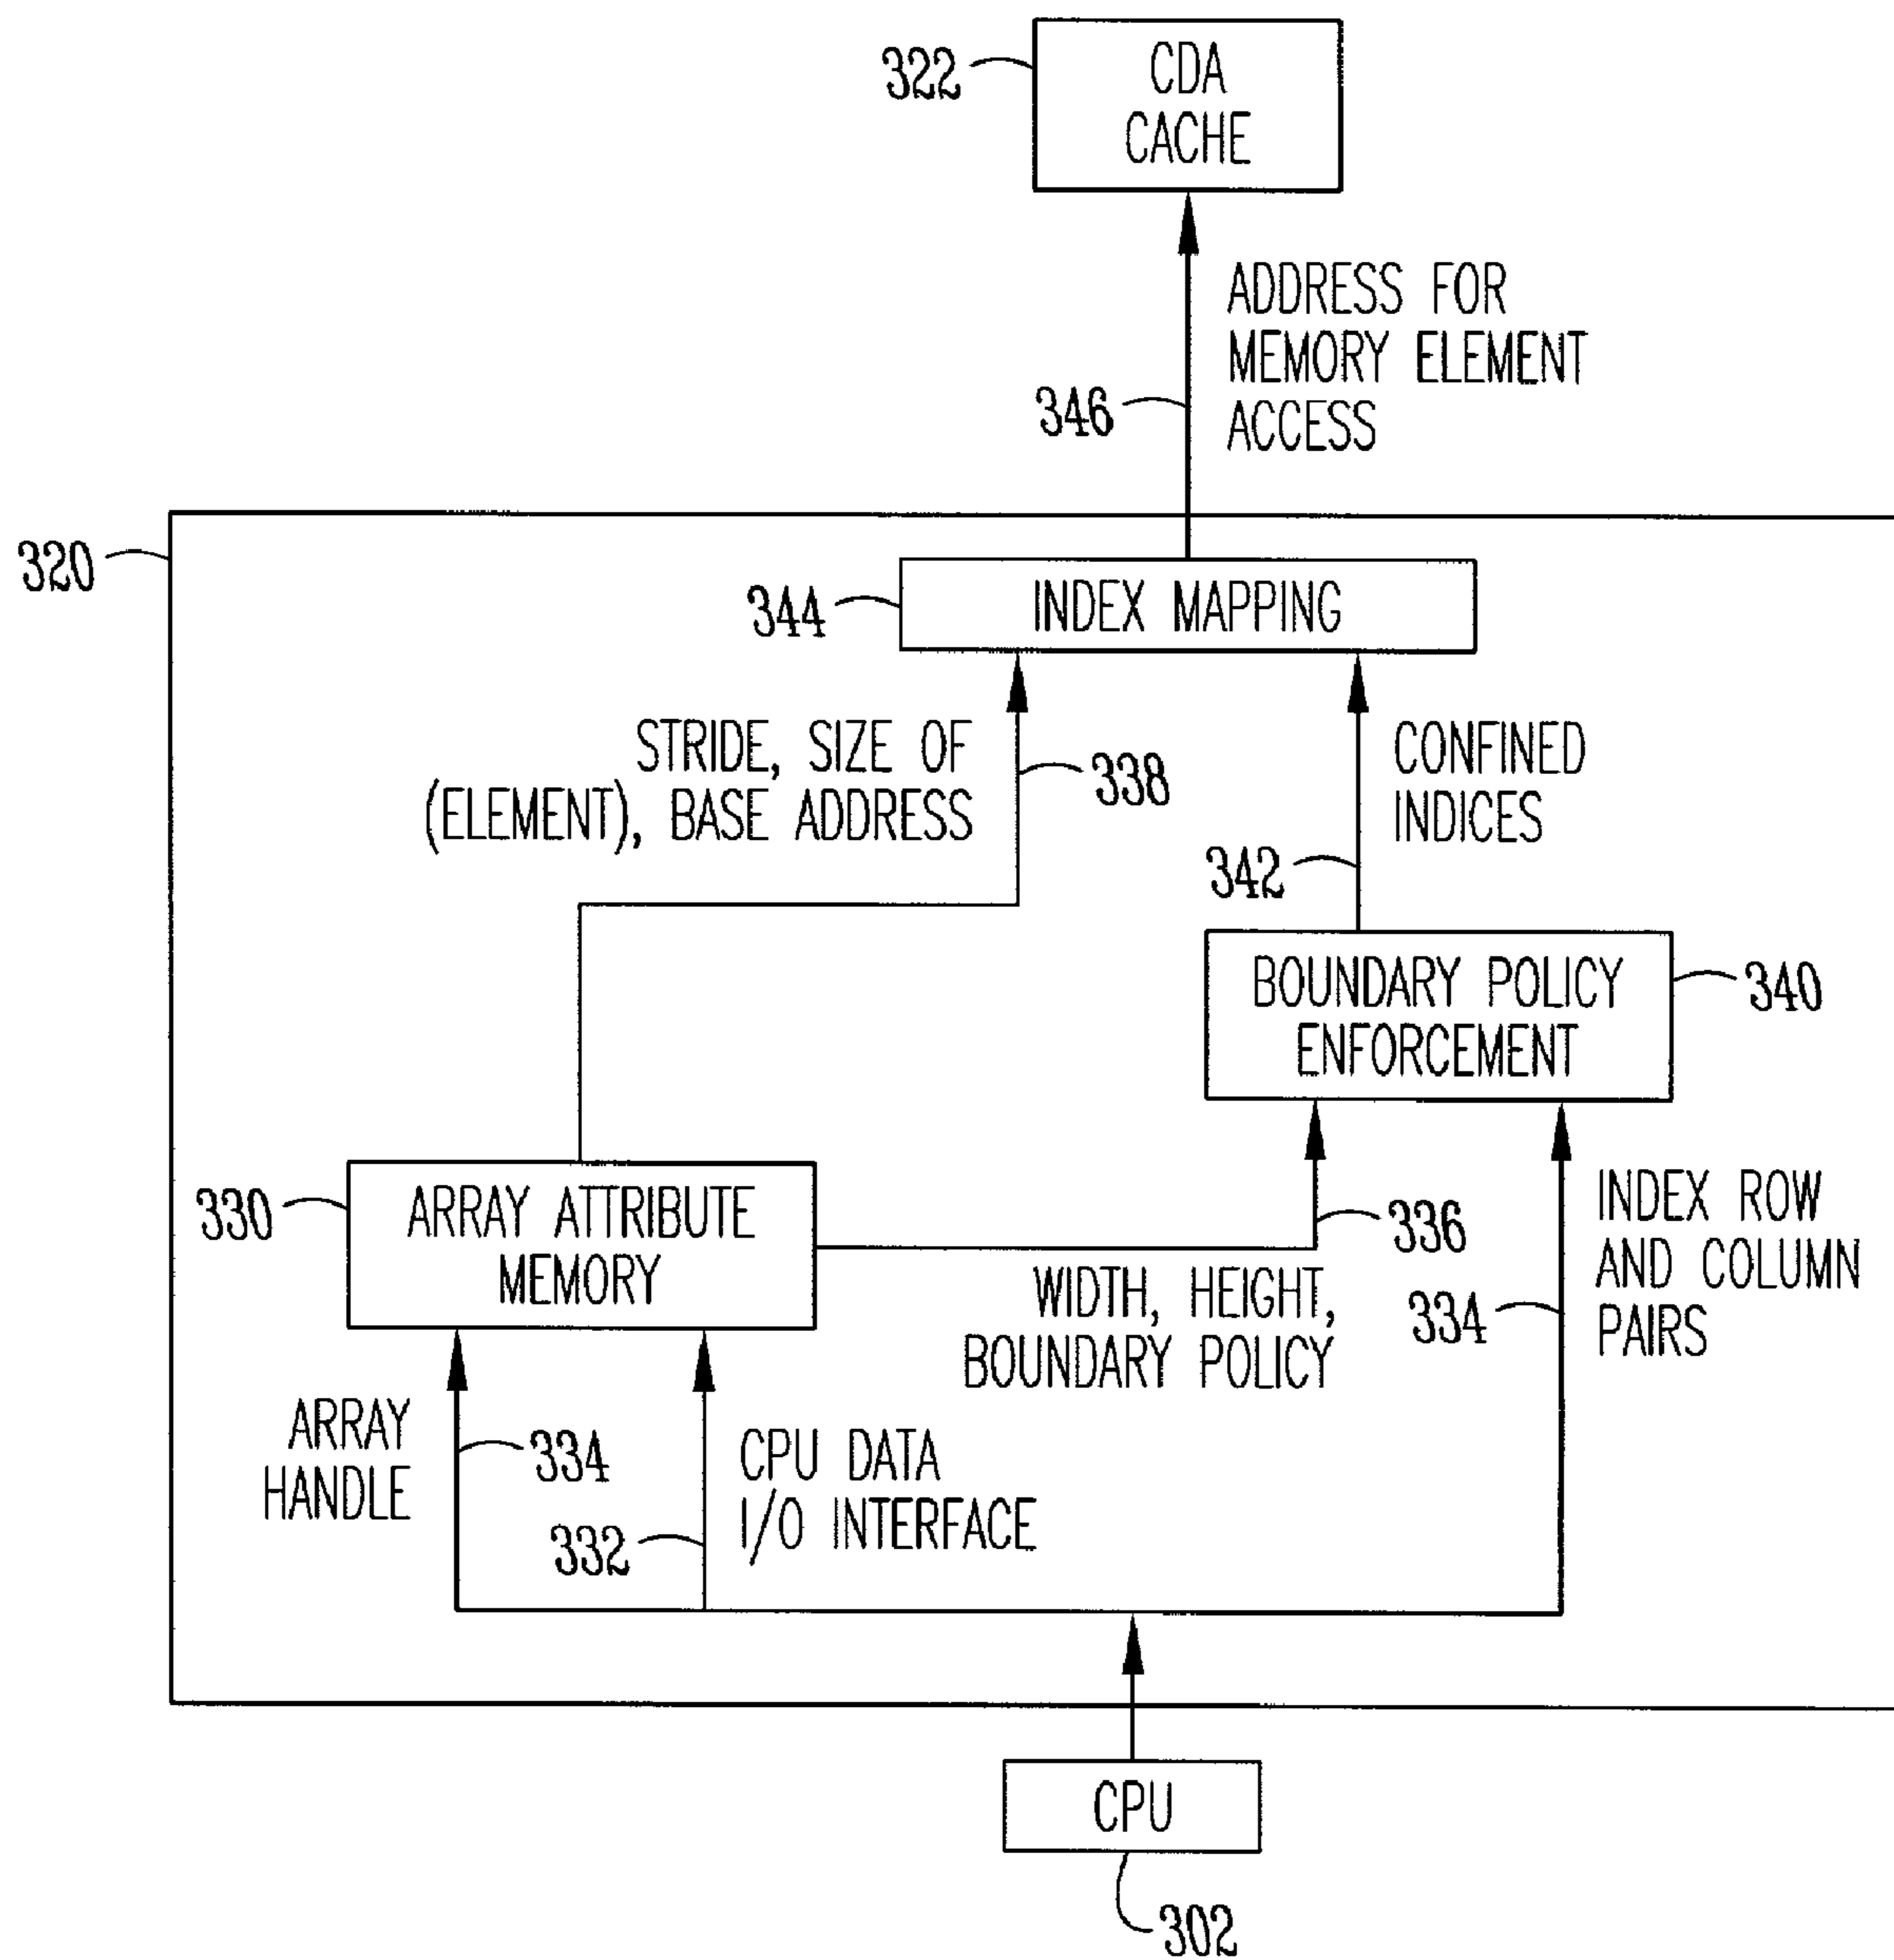 322
CDA
CACHE
ADDRESS FOR
MEMORY ELEMENT
ACCESS
346
320
344
INDEX MAPPING
STRIDE, SIZE OF
(ELEMENT), BASE ADDRESS
338
CONFINED
INDICES
342
BOUNDARY POLICY
ENFORCEMENT
340
330
ARRAY ATTRIBUTE
MEMORY
336
WIDTH, HEIGHT,
BOUNDARY POLICY
334
INDEX ROW
AND COLUMN
PAIRS
ARRAY
HANDLE
334
332
CPU DATA
I/O INTERFACE
CPU
302